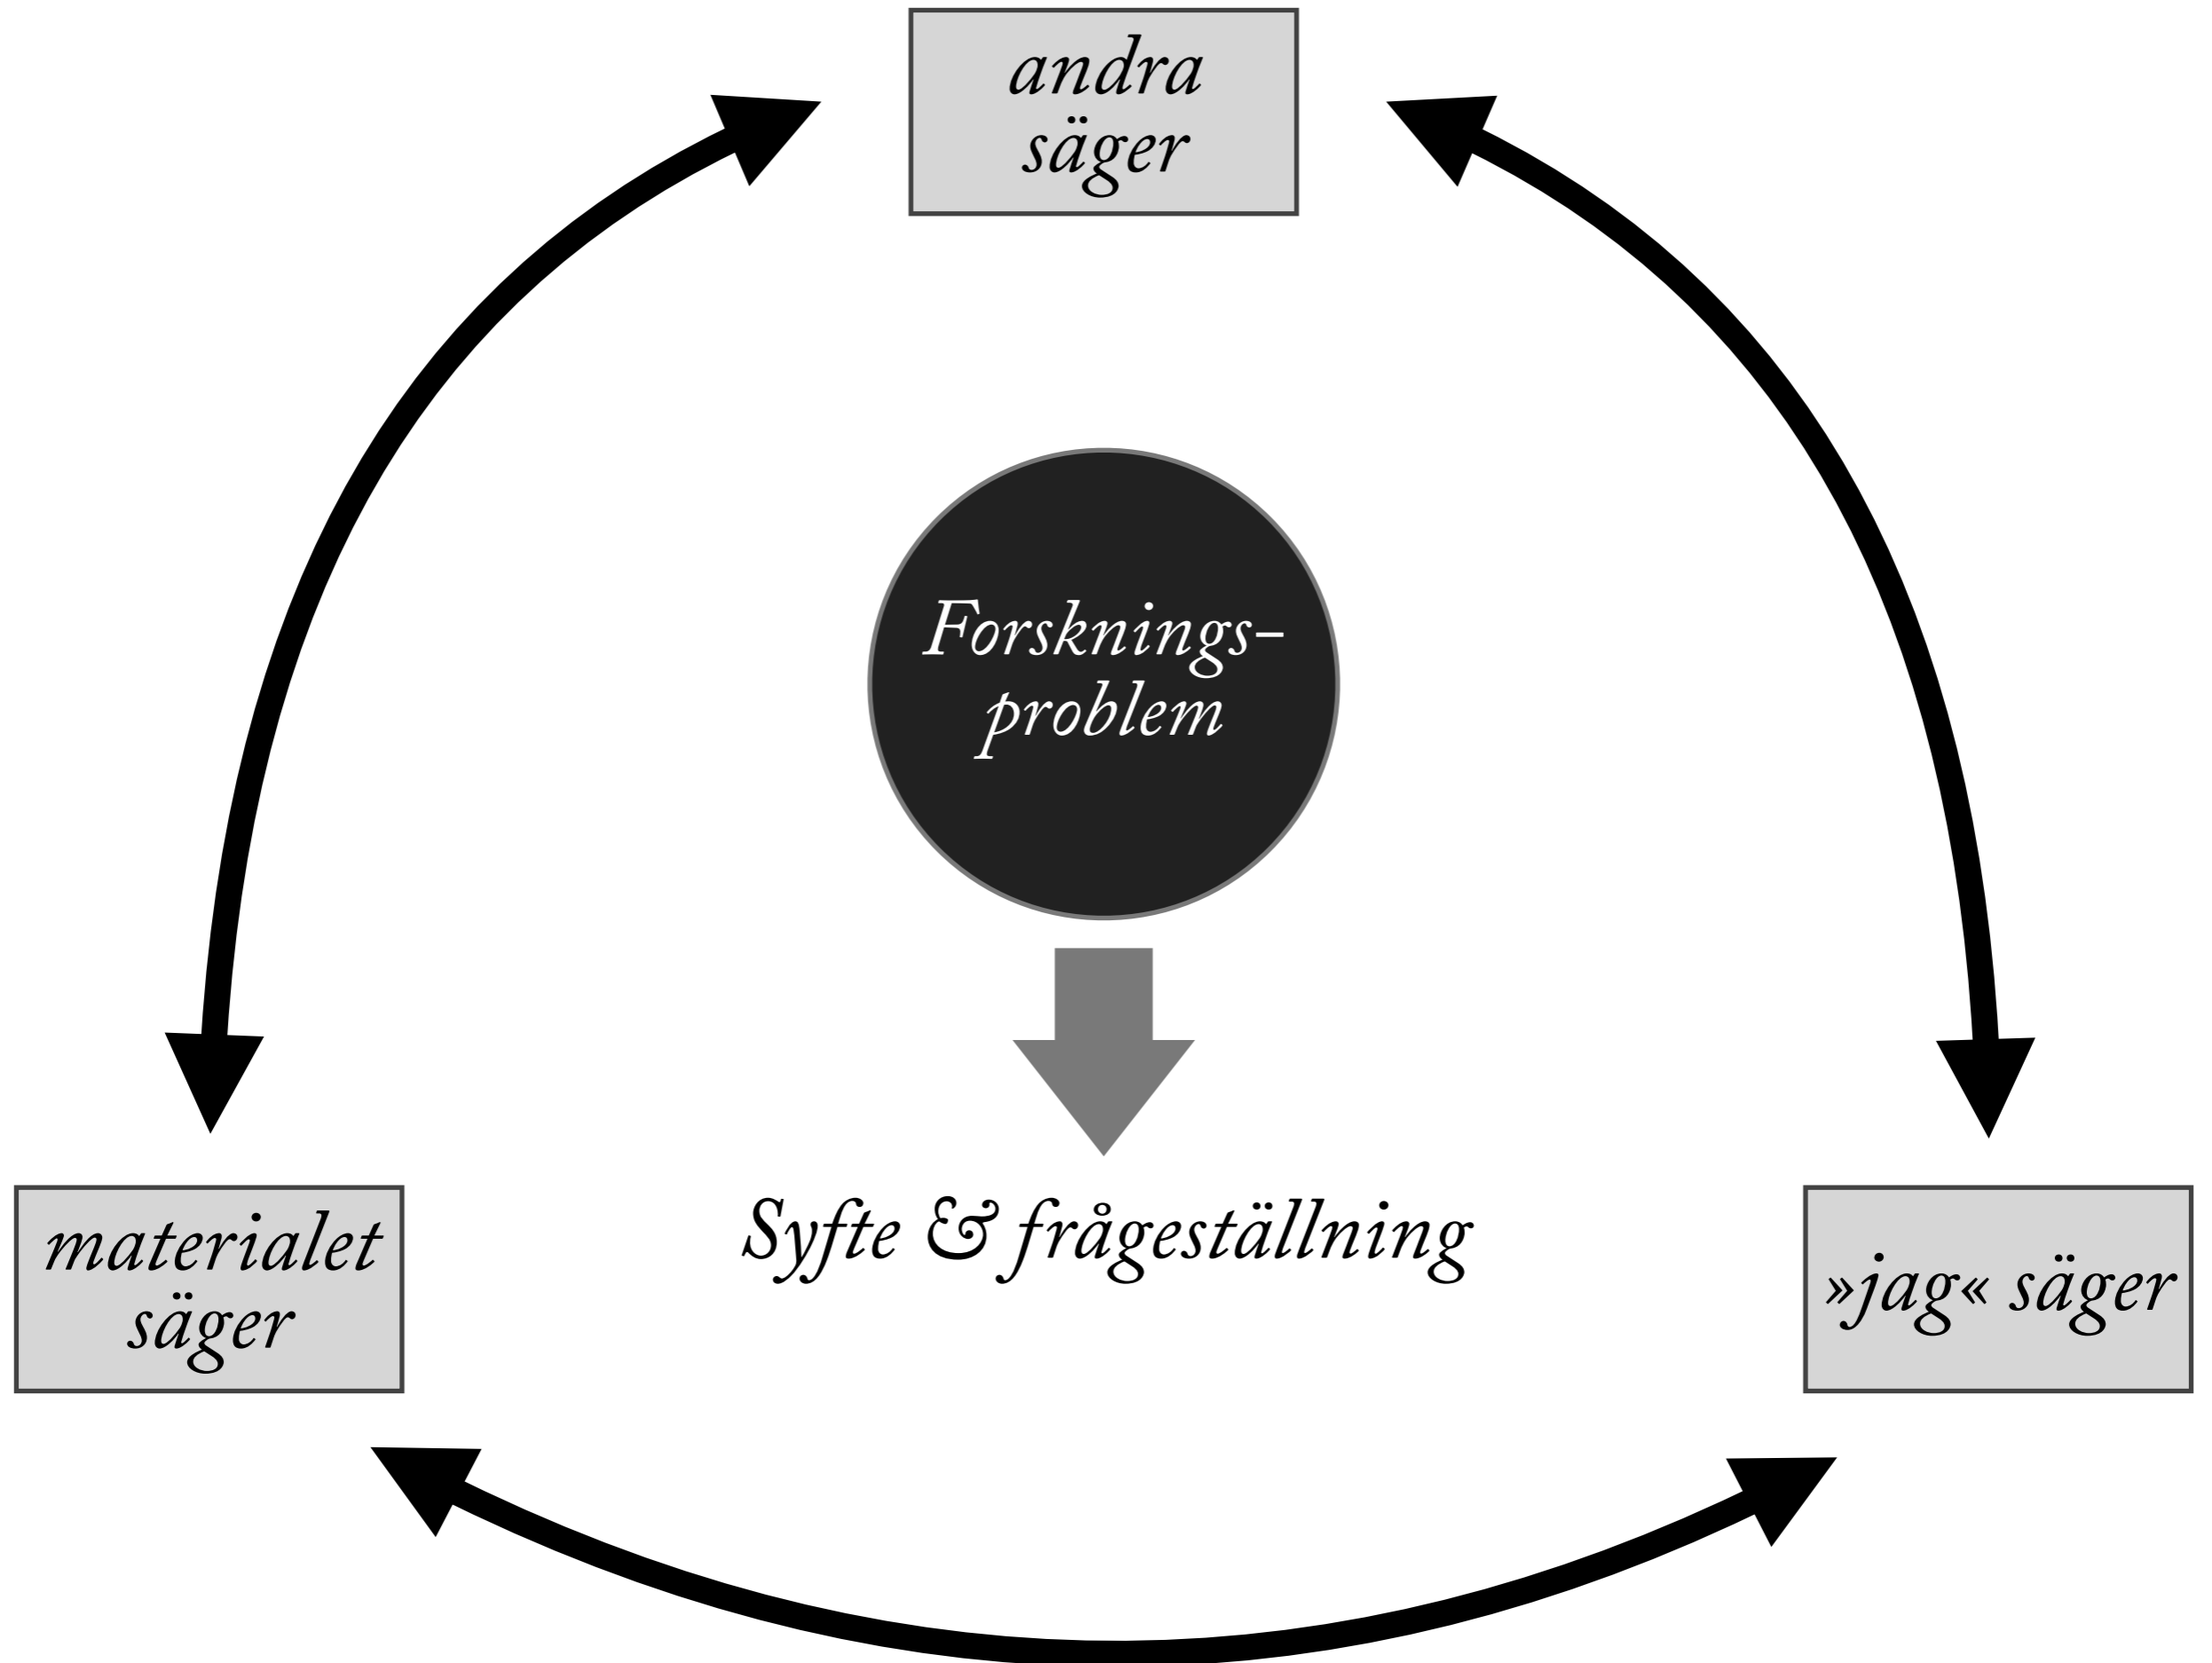 andra
säger
Forsknings–
problem
Syfte & frågeställning
materialet
säger
»jag« säger